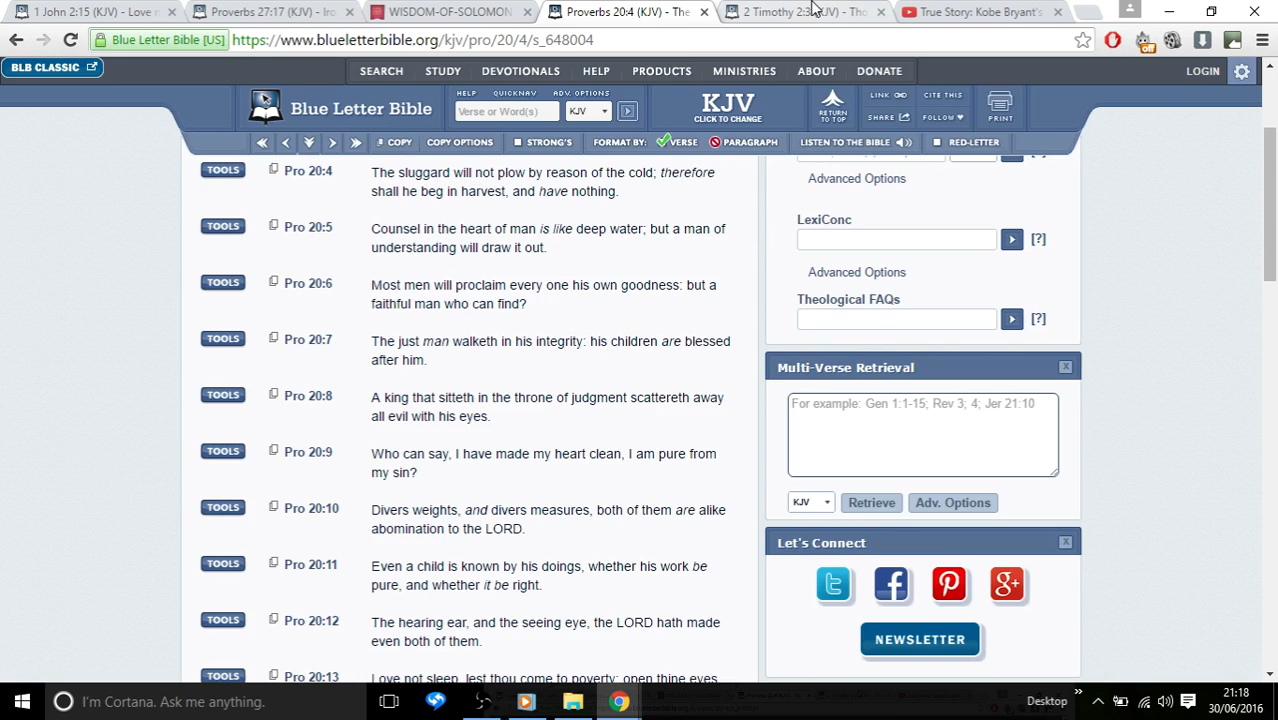 1 John 2:15 (KJV) - Love
Proverbs 27:17 (KJV) - Iro
WISDOM-OF-SOLOMON
Proverbs 20:4 (KJV) - The
2 Timothy 2:3 (KJV) - Tho
True Story: Kobe Bryant's
Blue Letter Bible [US]
https://www.blueletterbible.org/kjv/pro/20/4/s_648004
off
BLB CLASSIC
SEARCH STUDY DEVOTIONALS HELP PRODUCTS MINISTRIES ABOUT DONATE LOGIN
Blue Letter Bible
HELP QUICKNAV ADV. OPTIONS
Verse or Word(s) KJV
KJV
CLICK TO CHANGE
RETURN
TO TOP
LINK CITE THIS
SHARE FOLLOW
PRINT
COPY COPY OPTIONS STRONG'S FORMAT BY: VERSE PARAGRAPH LISTEN TO THE BIBLE RED-LETTER
TOOLS Pro 20:4 The sluggard will not plow by reason of the cold; therefore
shall he beg in harvest, and have nothing.
TOOLS Pro 20:5 Counsel in the heart of man is like deep water; but a man of
understanding will draw it out.
TOOLS Pro 20:6 Most men will proclaim every one his own goodness: but a
faithful man who can find?
TOOLS Pro 20:7 The just man walketh in his integrity: his children are blessed
after him.
TOOLS Pro 20:8 A king that sitteth in the throne of judgment scattereth away
all evil with his eyes.
TOOLS Pro 20:9 Who can say, I have made my heart clean, I am pure from
my sin?
TOOLS Pro 20:10 Divers weights, and divers measures, both of them are alike
abomination to the LORD.
TOOLS Pro 20:11 Even a child is known by his doings, whether his work be
pure, and whether it be right.
TOOLS Pro 20:12 The hearing ear, and the seeing eye, the LORD hath made
even both of them.
TOOLS Pro 20:13 Love not sleep, lest thou come to poverty; open thine eyes
[?]
Advanced Options
LexiConc
[?]
Advanced Options
Theological FAQs
[?]
Multi-Verse Retrieval x
For example: Gen 1:1-15; Rev 3; 4; Jer 21:10
KJV Retrieve Adv. Options
Let's Connect x
NEWSLETTER
I'm Cortana. Ask me anything.
Desktop
21:18
30/06/2016